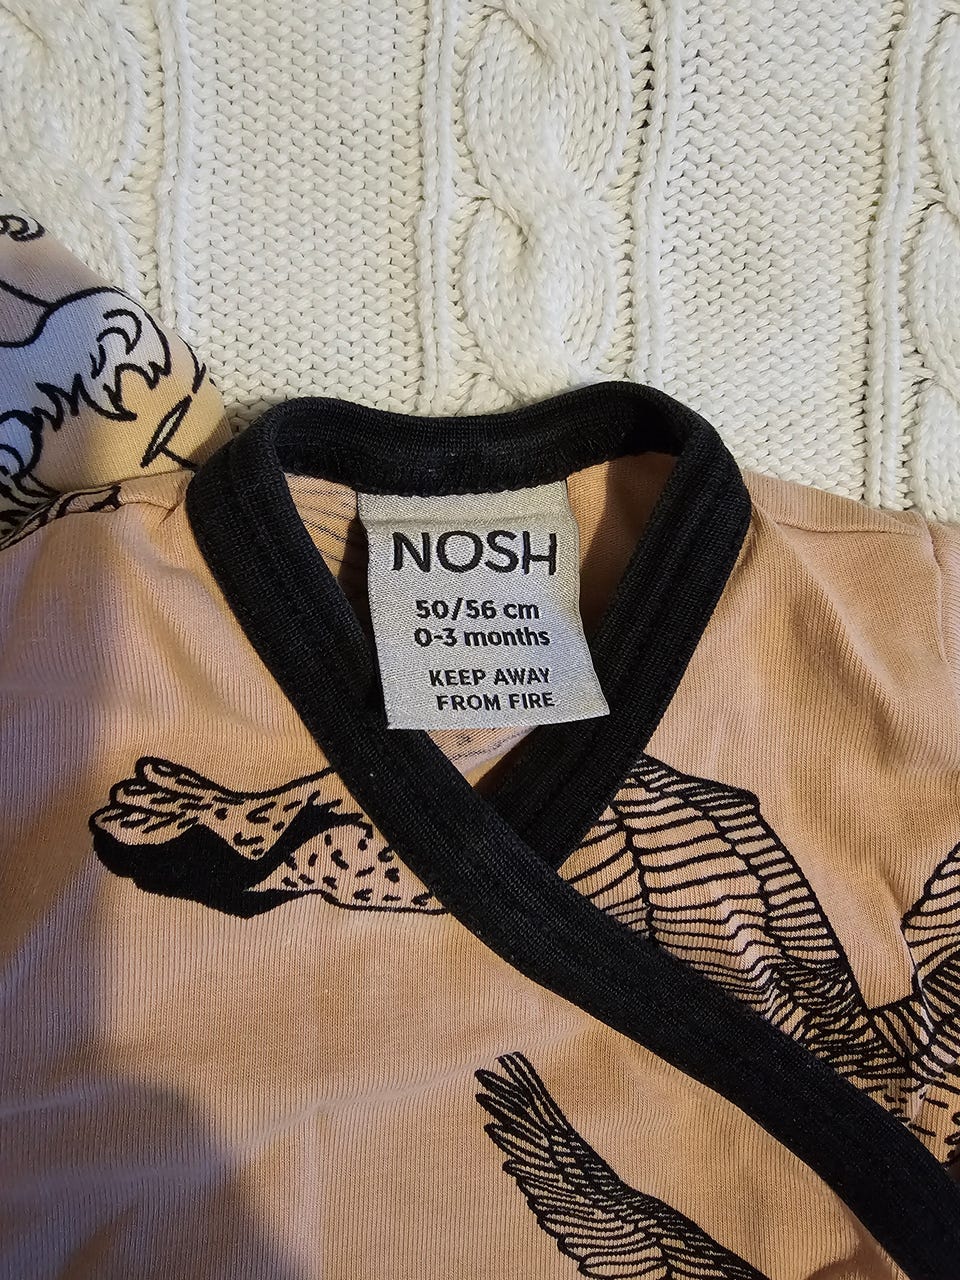 NOSH
50/56 cm
0-3 months
KEEP AWAY
FROM FIRE